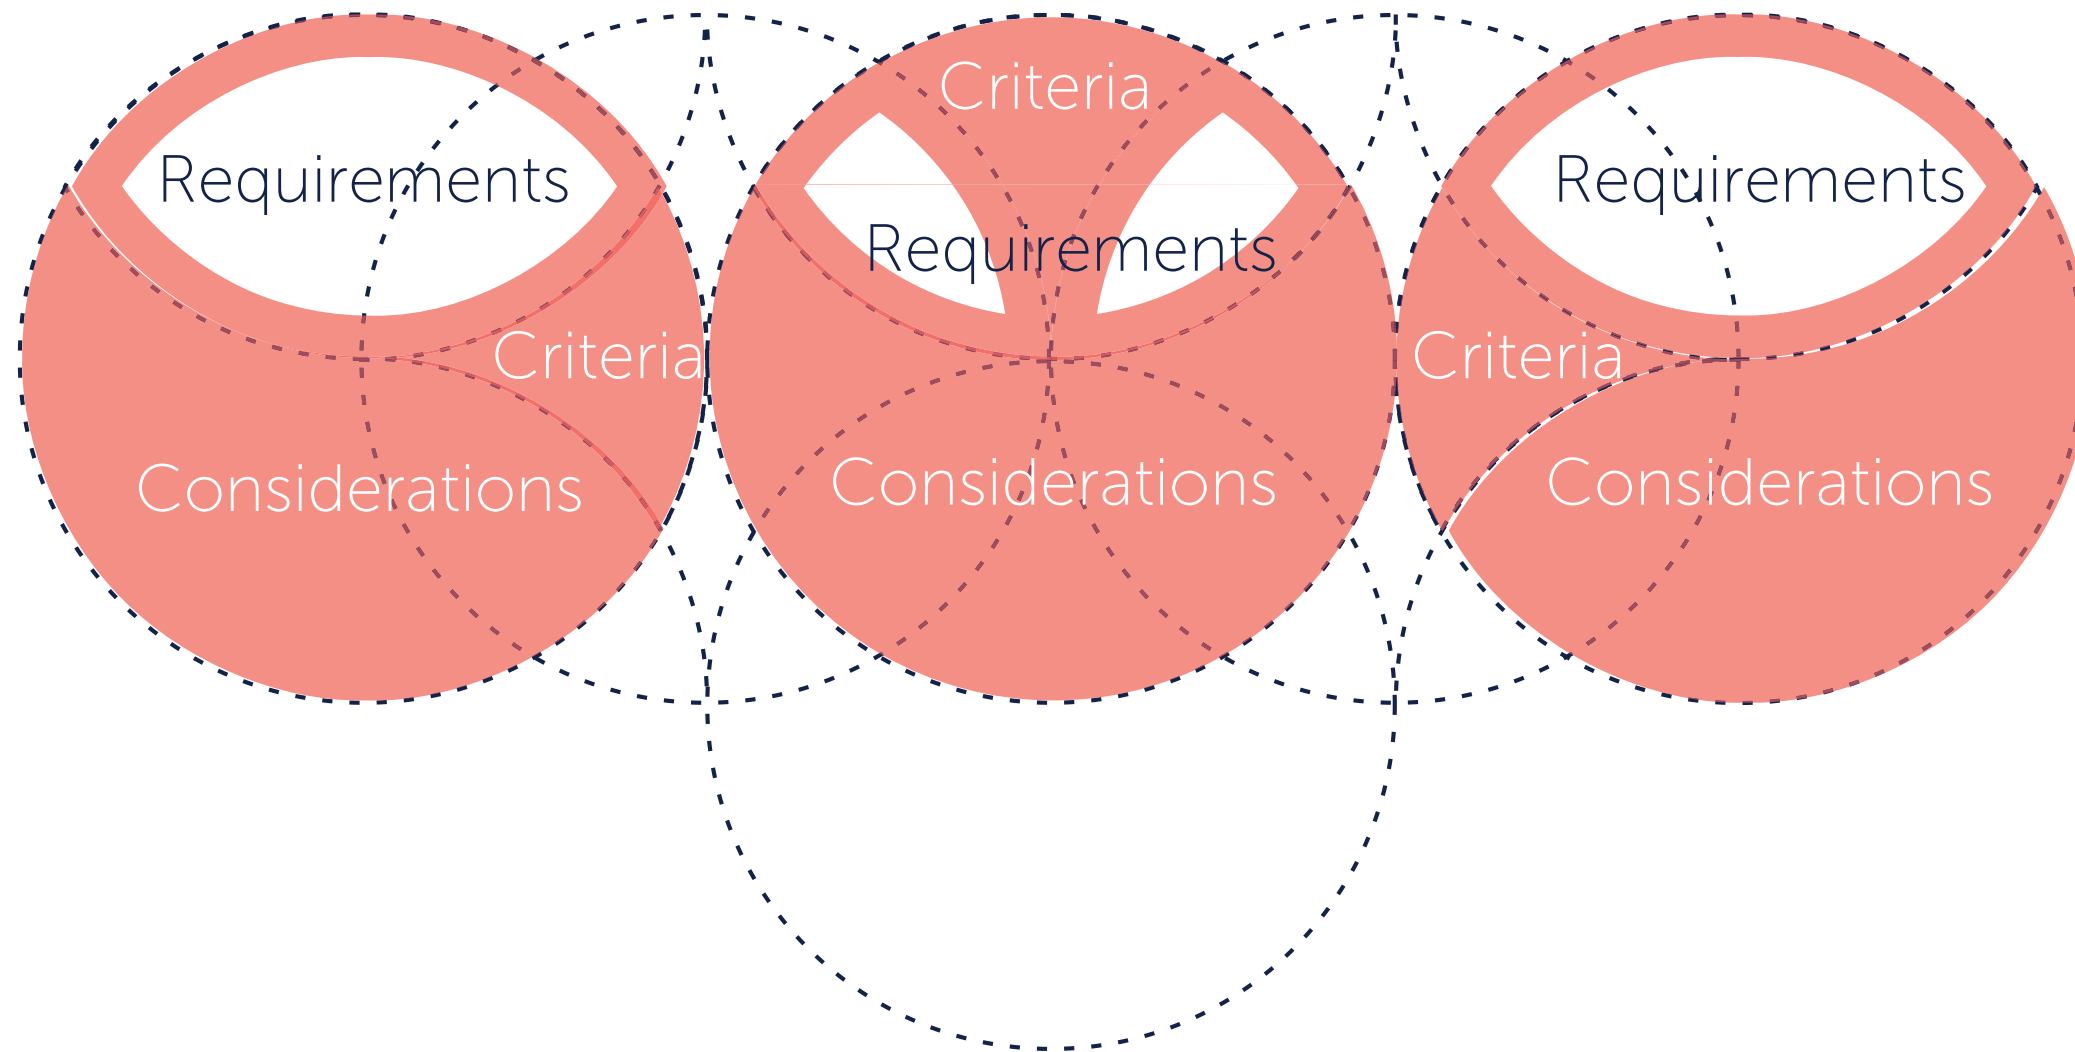 Requirements
Criteria
Considerations
Criteria
Requirements
Considerations
Requirements
Criteria
Considerations